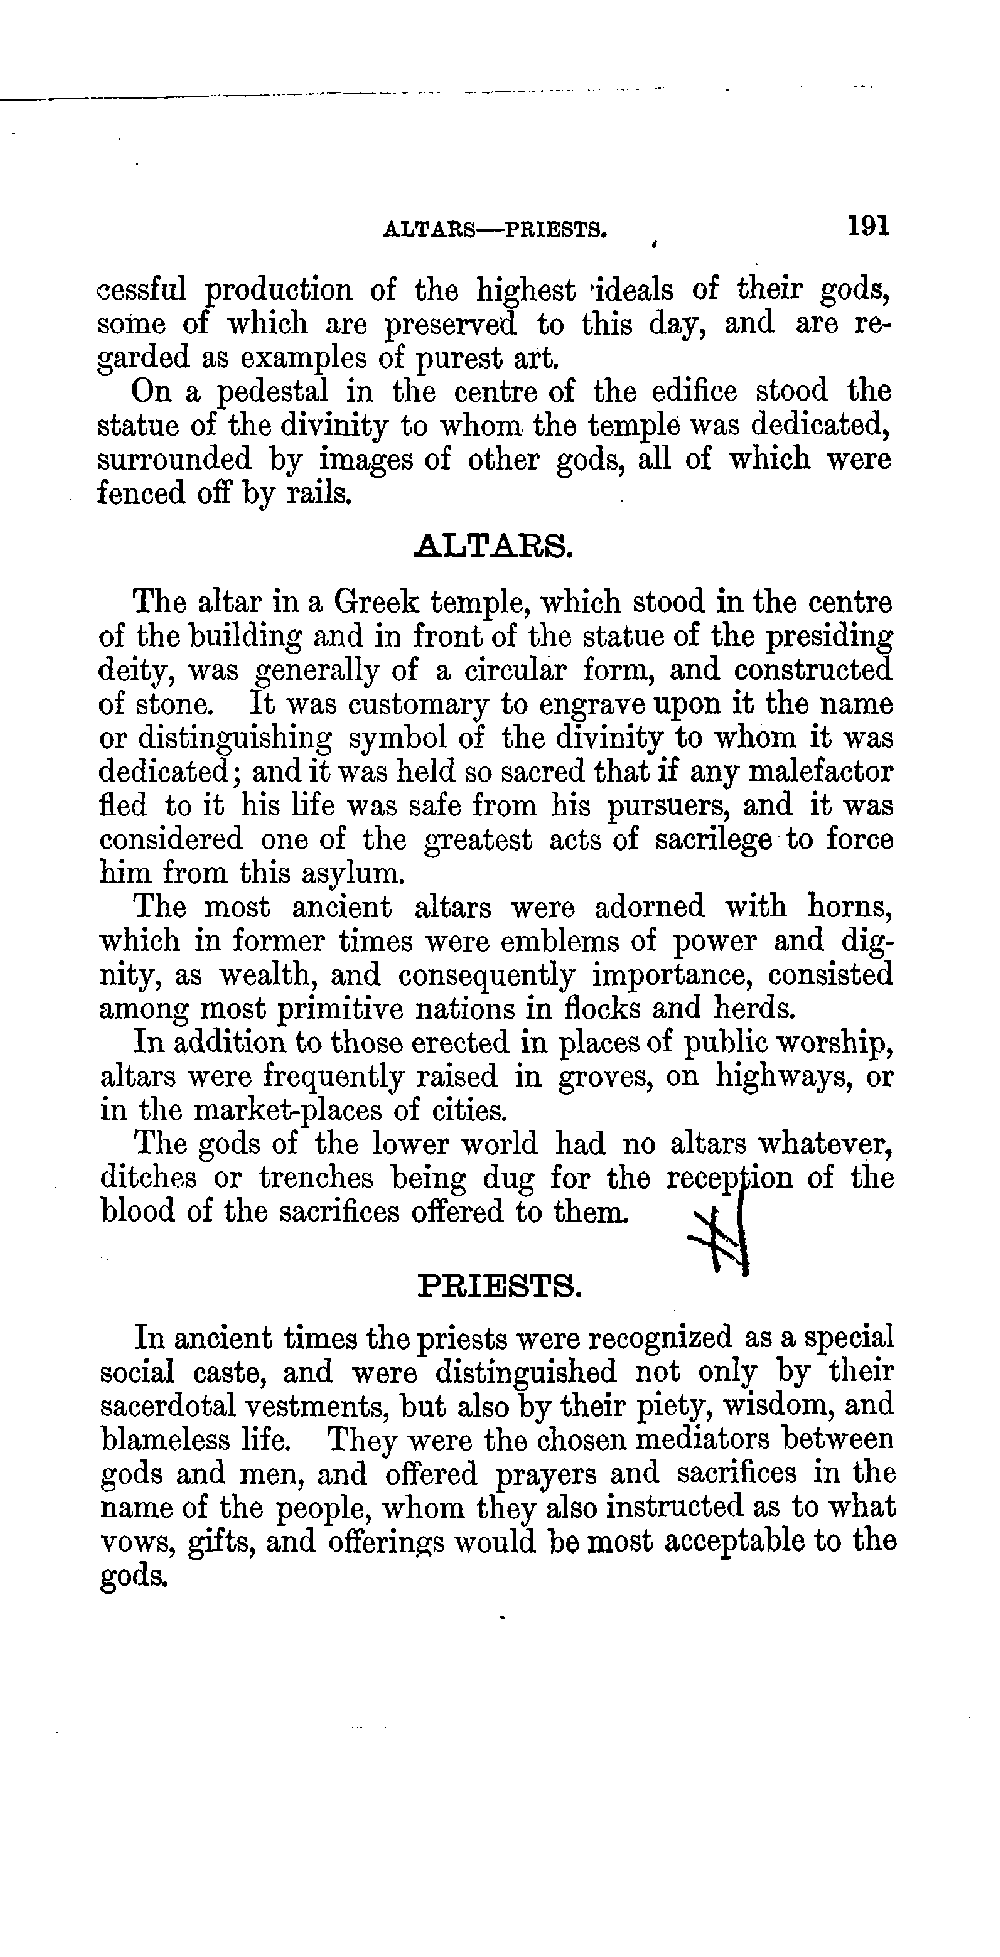 ALTARS—PRIESTS. 191
cessful production of the highest ideals of their gods,
some of which are preserved to this day, and are re-
garded as examples of purest art.
On a pedestal in the centre of the edifice stood the
statue of the divinity to whom the temple was dedicated,
surrounded by images of other gods, all of which were
fenced off by rails.
ALTARS.
The altar in a Greek temple, which stood in the centre
of the building and in front of the statue of the presiding
deity, was generally of a circular form, and constructed
of stone. It was customary to engrave upon it the name
or distinguishing symbol of the divinity to whom it was
dedicated; and it was held so sacred that if any malefactor
fled to it his life was safe from his pursuers, and it was
considered one of the greatest acts of sacrilege to force
him from this asylum.
The most ancient altars were adorned with horns,
which in former times were emblems of power and dig-
nity, as wealth, and consequently importance, consisted
among most primitive nations in flocks and herds.
In addition to those erected in places of public worship,
altars were frequently raised in groves, on highways, or
in the market-places of cities.
The gods of the lower world had no altars whatever,
ditches or trenches being dug for the reception of the
blood of the sacrifices offered to them.
PRIESTS.
In ancient times the priests were recognized as a special
social caste, and were distinguished not only by their
sacerdotal vestments, but also by their piety, wisdom, and
blameless life. They were the chosen mediators between
gods and men, and offered prayers and sacrifices in the
name of the people, whom they also instructed as to what
vows, gifts, and offerings would be most acceptable to the
gods.